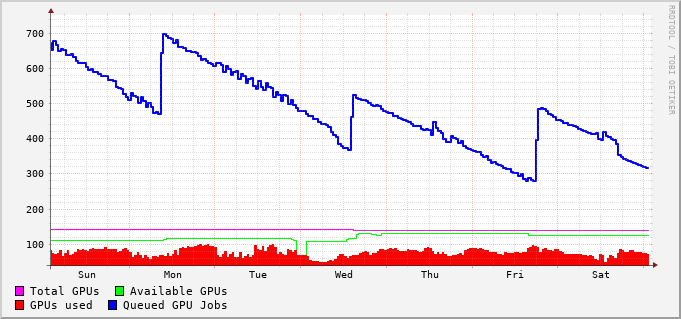 RRDTOOL / TOBI OETIKER
700
600
500
400
300
200
100
Sun Mon Tue Wed Thu Fri Sat
Total GPUs Available GPUs
GPUs used Queued GPU Jobs